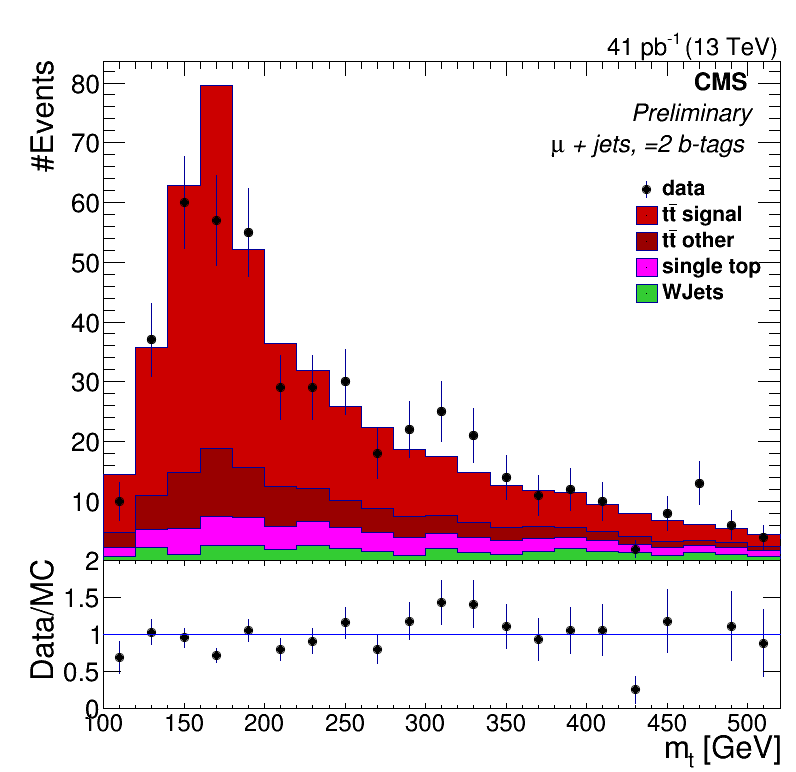 41 pb-1 (13 TeV)
#Events
CMS
Preliminary
μ + jets, =2 b-tags
data
tt̄ signal
tt̄ other
single top
WJets
80
70
60
50
40
30
20
10
2
1.5
1
0.5
0
Data/MC
100 150 200 250 300 350 400 450 500
mt [GeV]